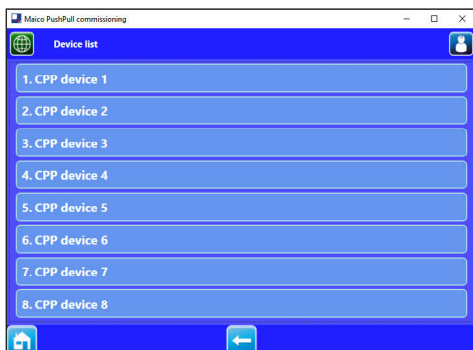 Maico PushPull commissioning
Device list
1. CPP device 1
2. CPP device 2
3. CPP device 3
4. CPP device 4
5. CPP device 5
6. CPP device 6
7. CPP device 7
8. CPP device 8